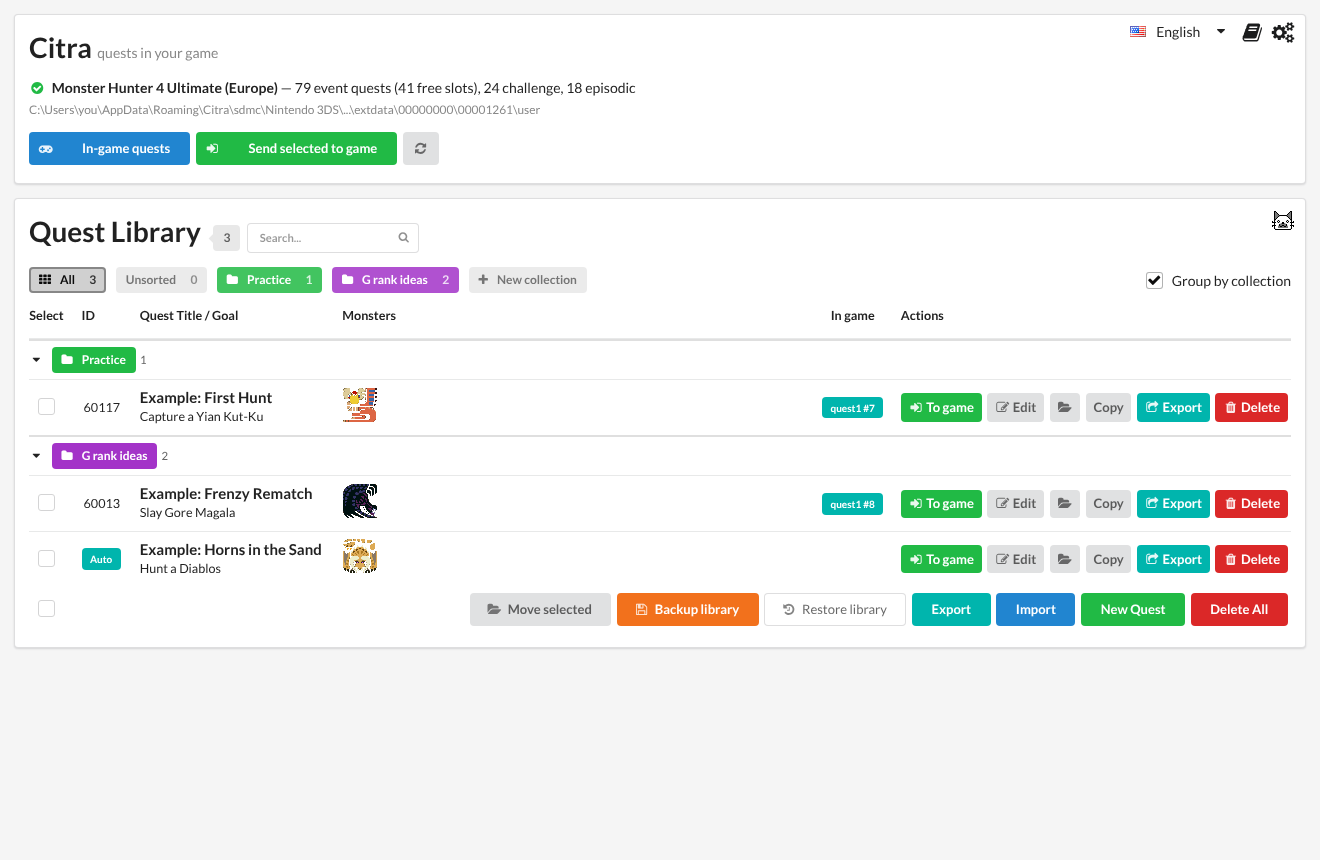 Citra quests in your game
English
Monster Hunter 4 Ultimate (Europe) — 79 event quests (41 free slots), 24 challenge, 18 episodic
C:\Users\you\AppData\Roaming\Citra\sdmc\Nintendo 3DS\...\extdata\00000000\00001261\user
In-game quests Send selected to game
Quest Library 3 Search...
All 3 Unsorted 0 Practice 1 G rank ideas 2 New collection Group by collection
Select ID Quest Title / Goal Monsters In game Actions
Practice 1
60117 Example: First Hunt quest1 #7 To game Edit Copy Export Delete
Capture a Yian Kut-Ku
G rank ideas 2
60013 Example: Frenzy Rematch quest1 #8 To game Edit Copy Export Delete
Slay Gore Magala
Auto Example: Horns in the Sand To game Edit Copy Export Delete
Hunt a Diablos
Move selected Backup library Restore library Export Import New Quest Delete All